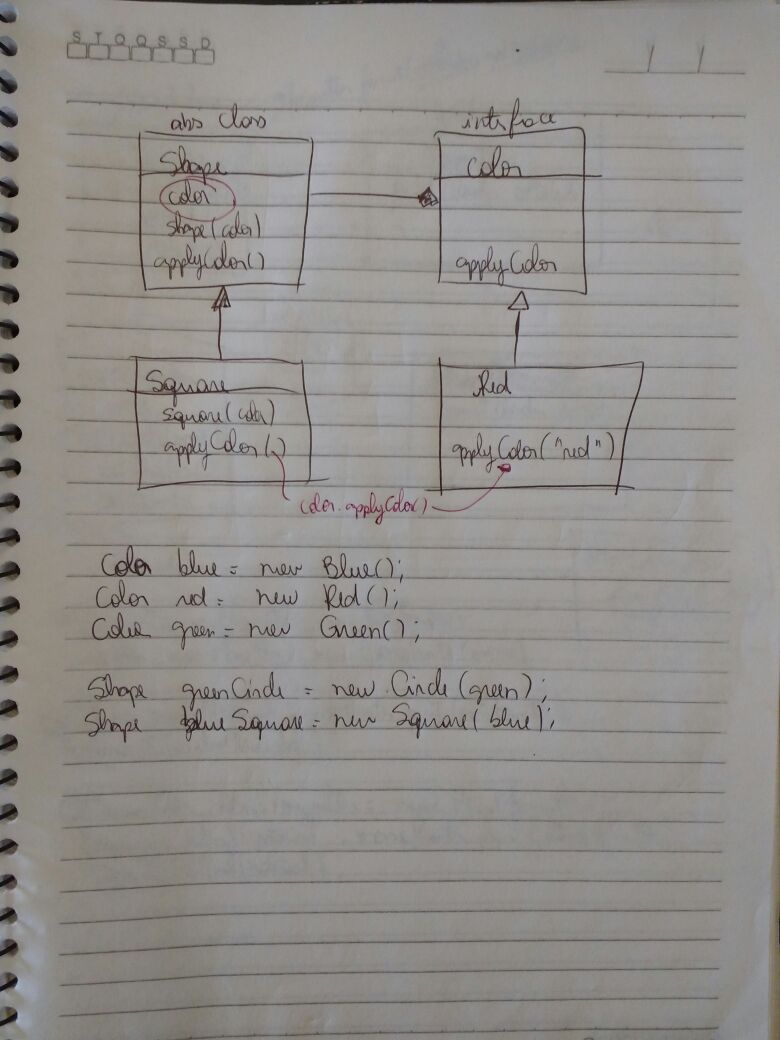 S T Q Q S S D
abs class
interface
Shape
color
shape(color)
applyColor()
Color
applyColor
Square
square(color)
applyColor()
Red
applyColor("red")
color.applyColor()
Color blue = new Blue();
Color red = new Red();
Color green = new Green();
Shape greenCircle = new Circle(green);
Shape blueSquare = new Square(blue);